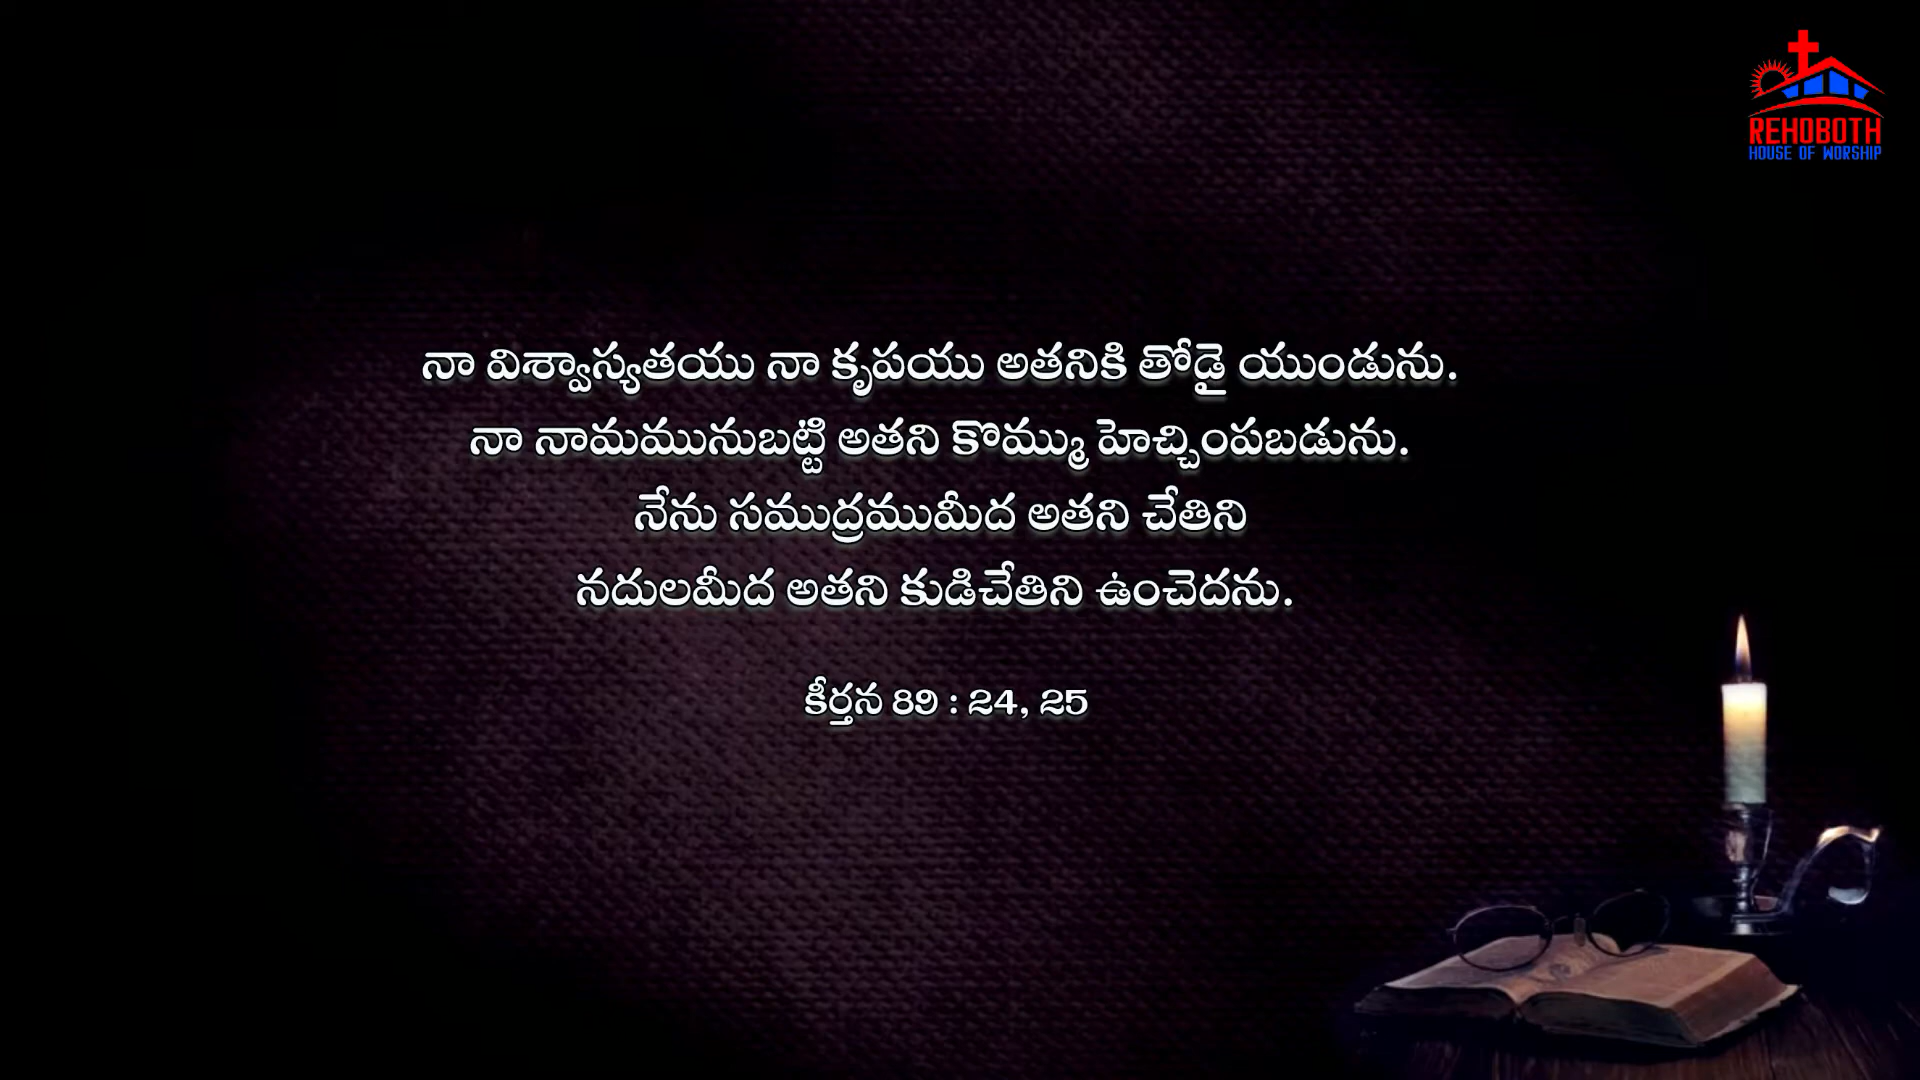 REHOBOTH
HOUSE OF WORSHIP
నా విశ్వాస్యతయు నా కృపయు అతనికి తోడై యుండును.
నా నామమునుబట్టి అతని కొమ్ము హెచ్చింపబడును.
నేను సముద్రముమీద అతని చేతిని
నదులమీద అతని కుడిచేతిని ఉంచెదను.
కీర్తన 89 : 24, 25